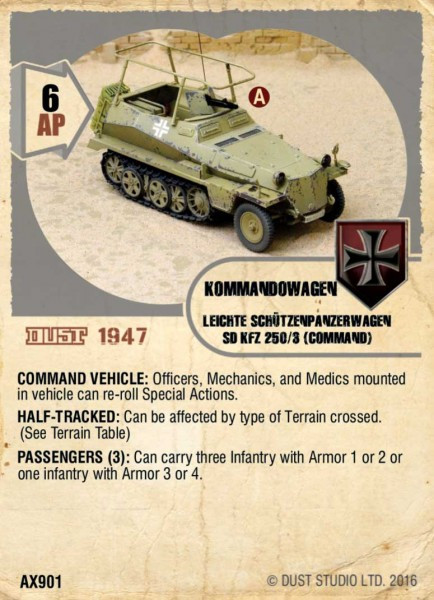 6
AP
A
KOMMANDOWAGEN
LEICHTE SCHÜTZENPANZERWAGEN
SD KFZ 250/3 (COMMAND)
DUST 1947
COMMAND VEHICLE: Officers, Mechanics, and Medics mounted
in vehicle can re-roll Special Actions.
HALF-TRACKED: Can be affected by type of Terrain crossed.
(See Terrain Table)
PASSENGERS (3): Can carry three Infantry with Armor 1 or 2 or
one infantry with Armor 3 or 4.
AX901
© DUST STUDIO LTD. 2016